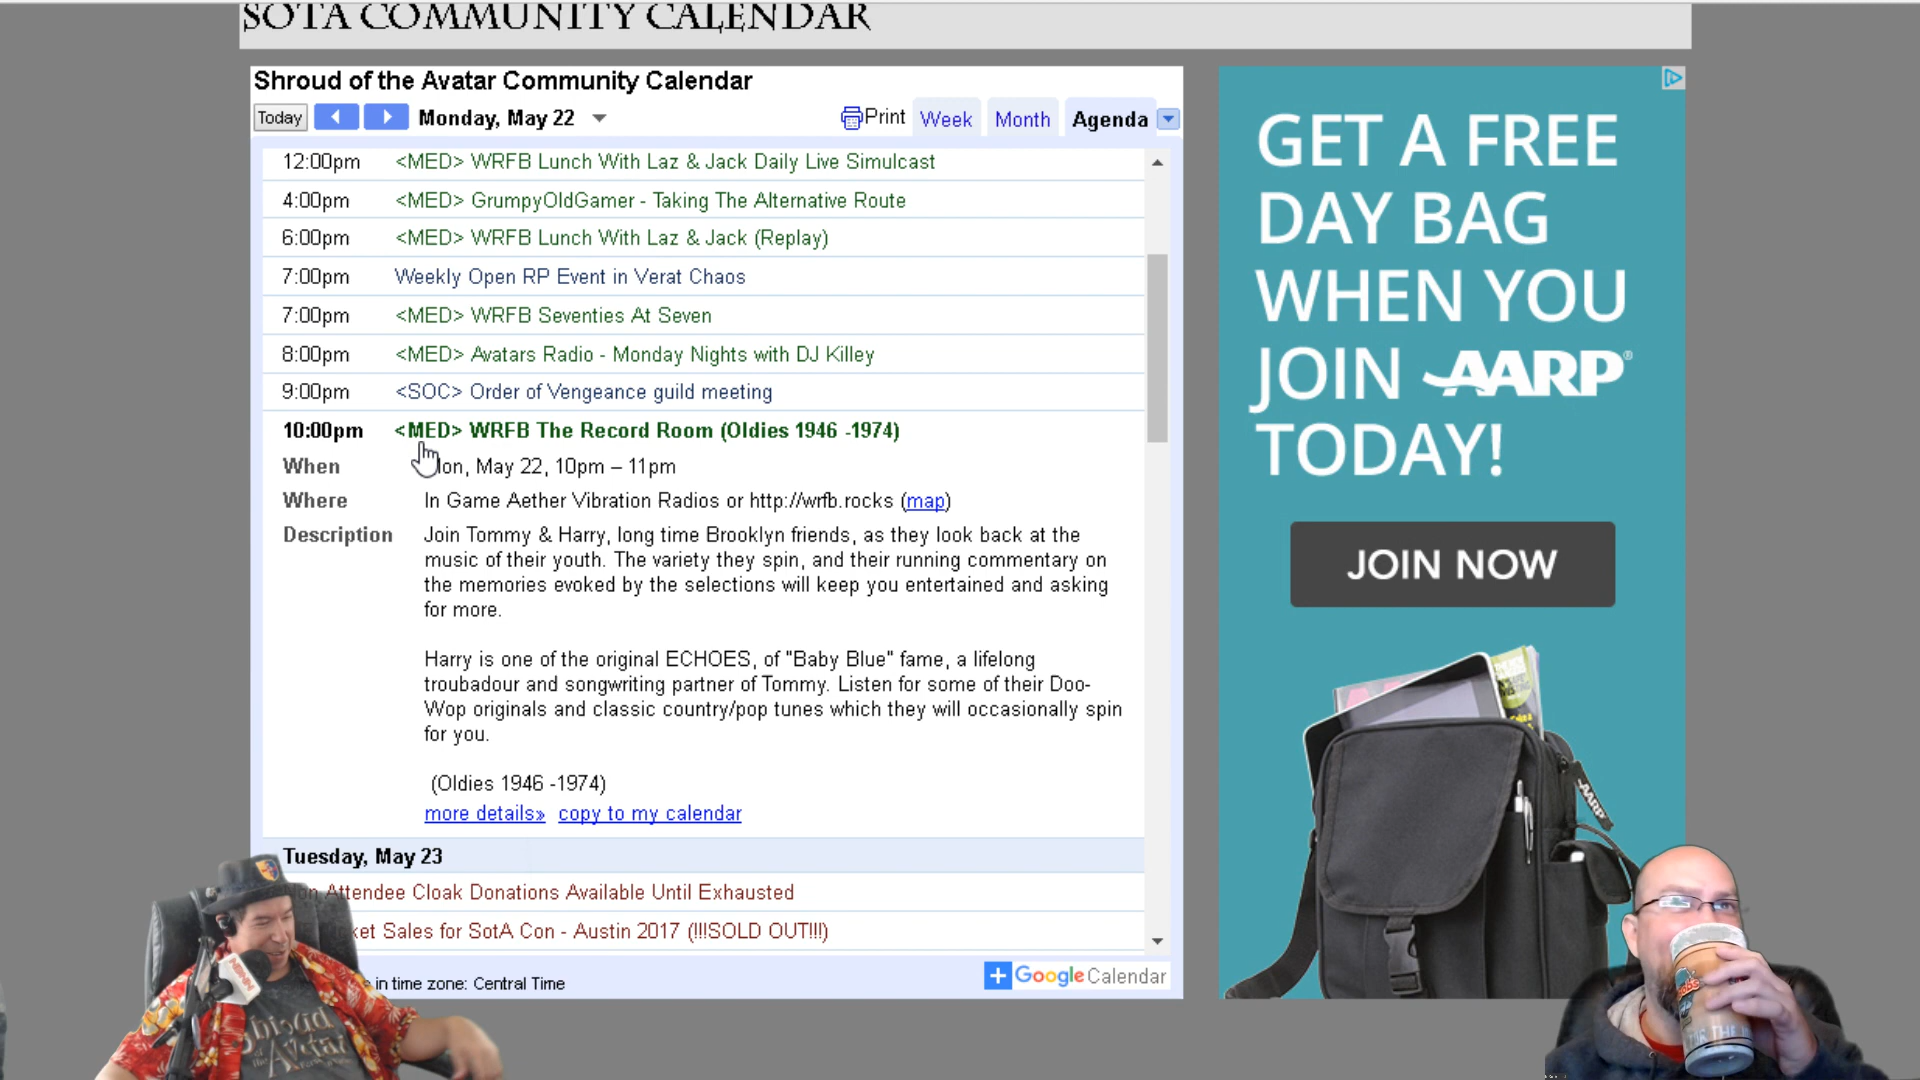 SOTA COMMUNITY CALENDAR
Shroud of the Avatar Community Calendar
Today Monday, May 22 Print Week Month Agenda
12:00pm <MED> WRFB Lunch With Laz & Jack Daily Live Simulcast
4:00pm <MED> GrumpyOldGamer - Taking The Alternative Route
6:00pm <MED> WRFB Lunch With Laz & Jack (Replay)
7:00pm Weekly Open RP Event in Verat Chaos
7:00pm <MED> WRFB Seventies At Seven
8:00pm <MED> Avatars Radio - Monday Nights with DJ Killey
9:00pm <SOC> Order of Vengeance guild meeting
10:00pm <MED> WRFB The Record Room (Oldies 1946 -1974)
When on, May 22, 10pm – 11pm
Where In Game Aether Vibration Radios or http://wrfb.rocks (map)
Description Join Tommy & Harry, long time Brooklyn friends, as they look back at the
music of their youth. The variety they spin, and their running commentary on
the memories evoked by the selections will keep you entertained and asking
for more.
Harry is one of the original ECHOES, of "Baby Blue" fame, a lifelong
troubadour and songwriting partner of Tommy. Listen for some of their Doo-
Wop originals and classic country/pop tunes which they will occasionally spin
for you.
(Oldies 1946 -1974)
more details» copy to my calendar
Tuesday, May 23
Attendee Cloak Donations Available Until Exhausted
ket Sales for SotA Con - Austin 2017 (!!!SOLD OUT!!!)
in time zone: Central Time
Google Calendar
GET A FREE
DAY BAG
WHEN YOU
JOIN AARP®
TODAY!
JOIN NOW
AARP
Shroud
of the
Avatar